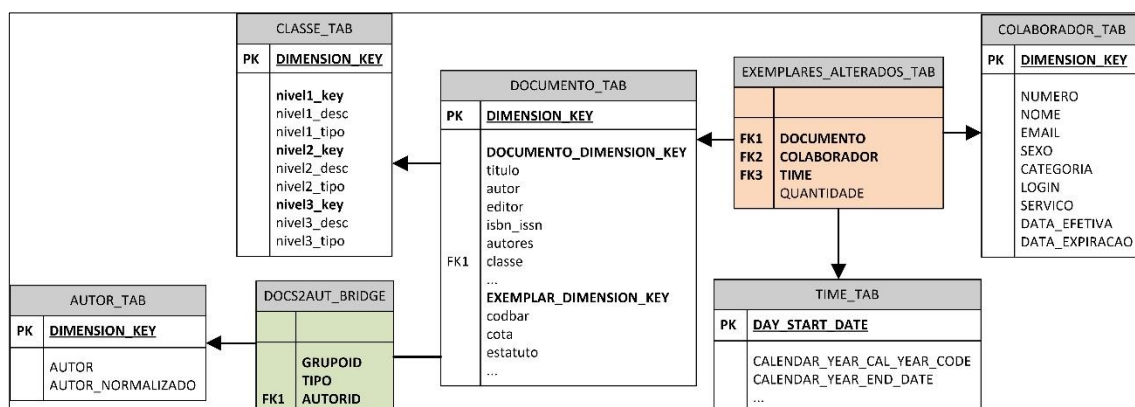 CLASSE_TAB
PK DIMENSION_KEY
nivel1_key
nivel1_desc
nivel1_tipo
nivel2_key
nivel2_desc
nivel2_tipo
nivel3_key
nivel3_desc
nivel3_tipo
DOCUMENTO_TAB
PK DIMENSION_KEY
DOCUMENTO_DIMENSION_KEY
titulo
autor
editor
isbn_issn
autores
FK1 classe
...
EXEMPLAR_DIMENSION_KEY
codbar
cota
estatuto
...
EXEMPLARES_ALTERADOS_TAB
FK1 DOCUMENTO
FK2 COLABORADOR
FK3 TIME
QUANTIDADE
COLABORADOR_TAB
PK DIMENSION_KEY
NUMERO
NOME
EMAIL
SEXO
CATEGORIA
LOGIN
SERVICO
DATA_EFETIVA
DATA_EXPIRACAO
AUTOR_TAB
PK DIMENSION_KEY
AUTOR
AUTOR_NORMALIZADO
DOCS2AUT_BRIDGE
GRUPOID
TIPO
FK1 AUTORID
TIME_TAB
PK DAY_START_DATE
CALENDAR_YEAR_CAL_YEAR_CODE
CALENDAR_YEAR_END_DATE
...